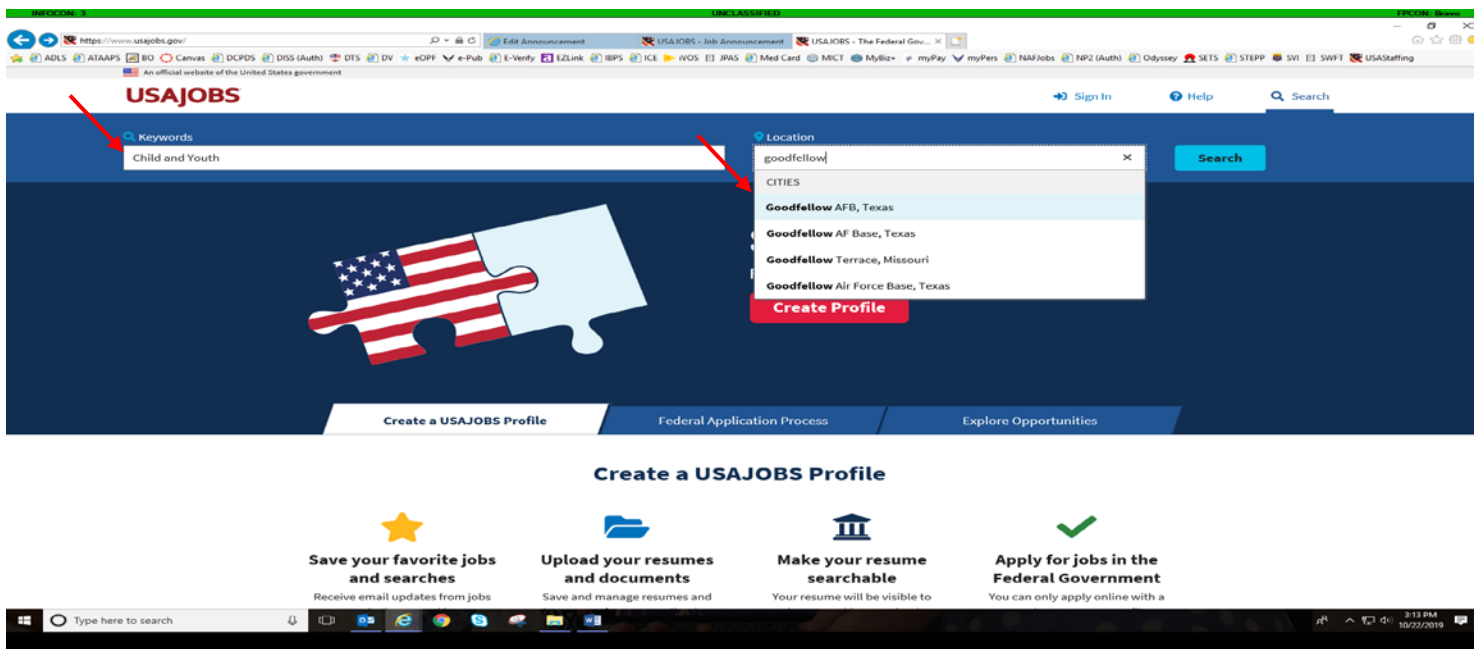 INFOCON: 3 UNCLASSIFIED FPCON: Bravo
https://www.usajobs.gov/
Edit Announcement USAJOBS - Job Announcement USAJOBS - The Federal Gov...
ADLS ATAAPS BO Canvas DCPDS DISS (Auth) DTS DV eOPF e-Pub E-Verify EZLink IBPS ICE iVOS JPAS Med Card MICT MyBiz+ myPay myPers NAFJobs NP2 (Auth) Odyssey SETS STEPP SVI SWFT USAStaffing
An official website of the United States government
USAJOBS Sign In Help Search
Keywords Location
Child and Youth goodfellow Search
CITIES
Goodfellow AFB, Texas
Goodfellow AF Base, Texas
Goodfellow Terrace, Missouri
Goodfellow Air Force Base, Texas
Create Profile
Create a USAJOBS Profile Federal Application Process Explore Opportunities
Create a USAJOBS Profile
Save your favorite jobs Upload your resumes Make your resume Apply for jobs in the
and searches and documents searchable Federal Government
Receive email updates from jobs Save and manage resumes and Your resume will be visible to You can only apply online with a
Type here to search 3:13 PM
10/22/2019